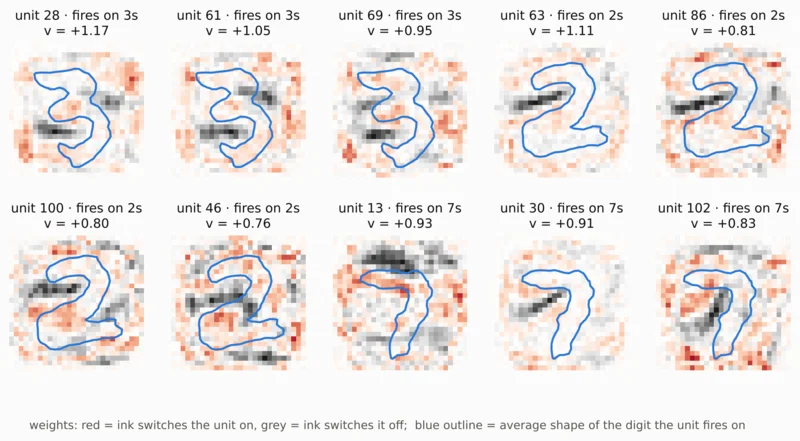 unit 28 · fires on 3s
v = +1.17
unit 61 · fires on 3s
v = +1.05
unit 69 · fires on 3s
v = +0.95
unit 63 · fires on 2s
v = +1.11
unit 86 · fires on 2s
v = +0.81
unit 100 · fires on 2s
v = +0.80
unit 46 · fires on 2s
v = +0.76
unit 13 · fires on 7s
v = +0.93
unit 30 · fires on 7s
v = +0.91
unit 102 · fires on 7s
v = +0.83
weights: red = ink switches the unit on, grey = ink switches it off; blue outline = average shape of the digit the unit fires on